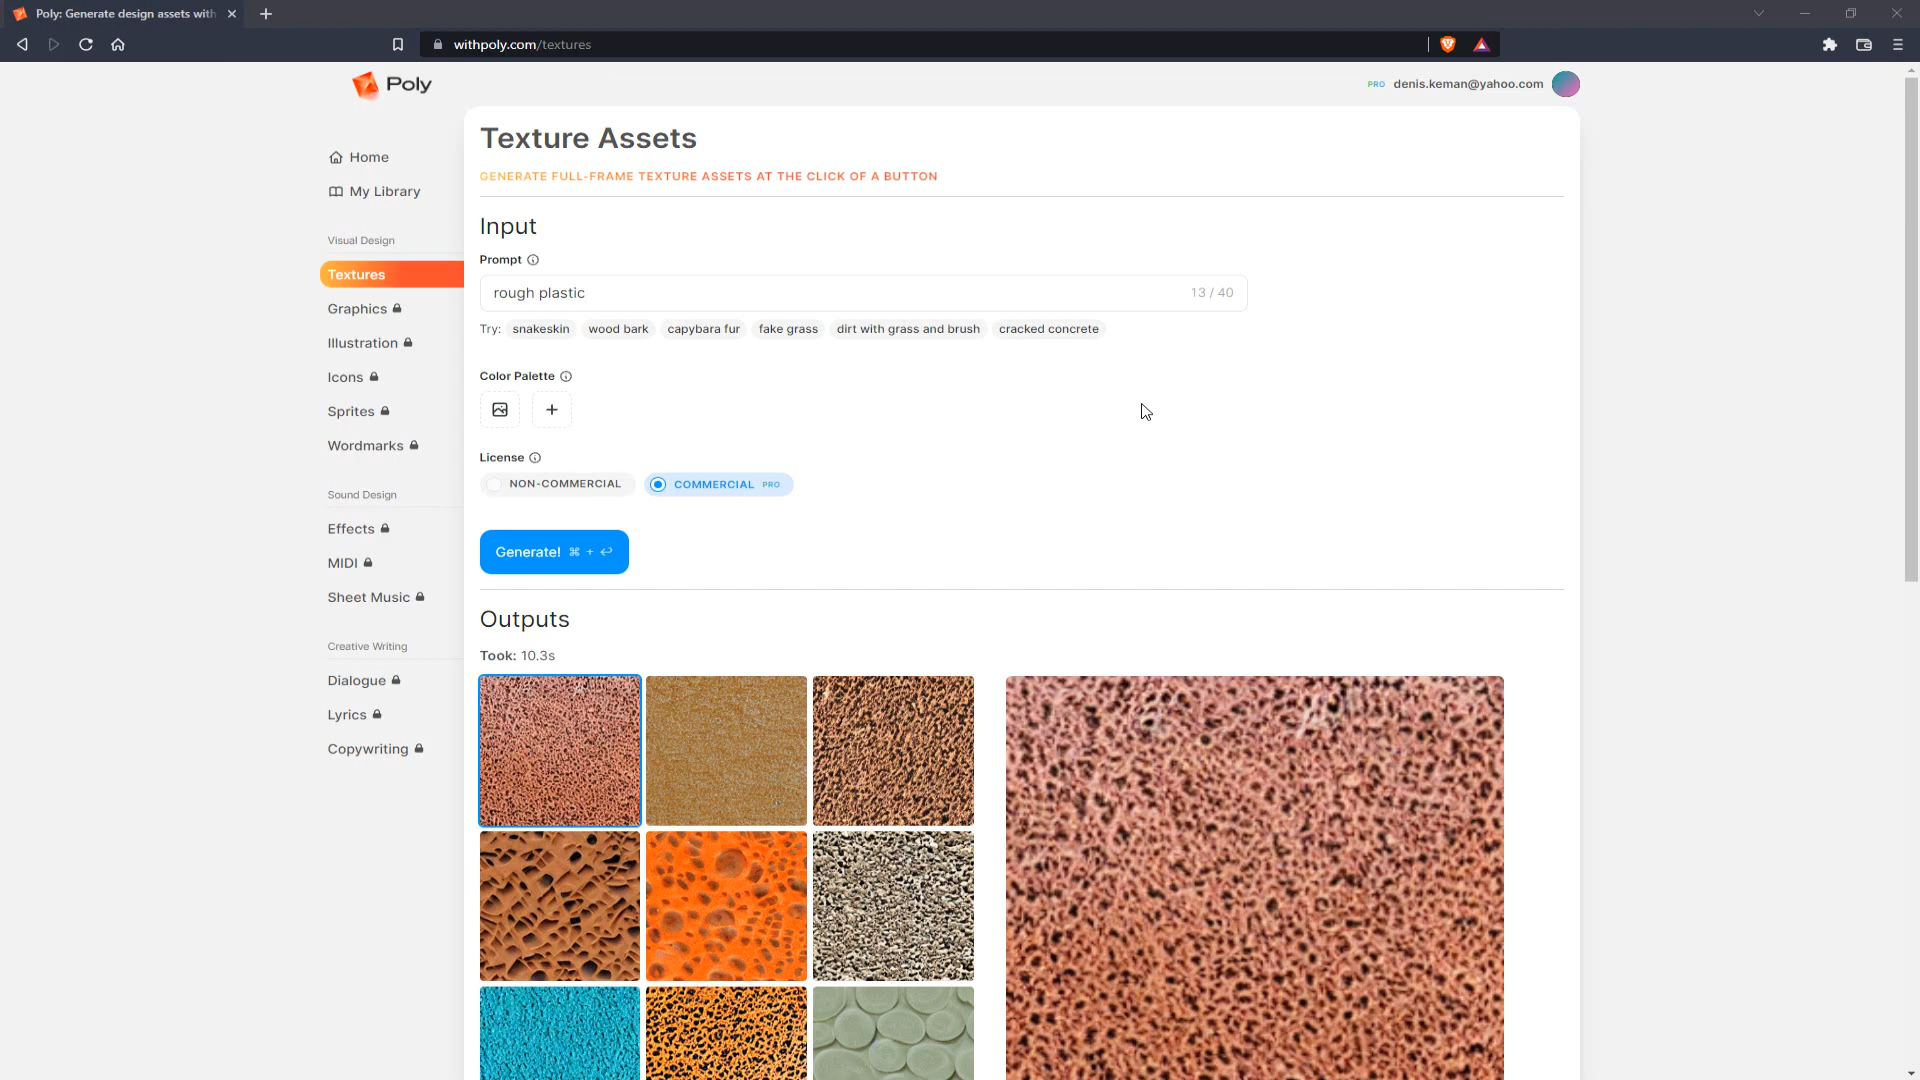 Poly: Generate design assets with
withpoly.com/textures
Poly
PRO denis.keman@yahoo.com
Home
My Library
Visual Design
Textures
Graphics
Illustration
Icons
Sprites
Wordmarks
Sound Design
Effects
MIDI
Sheet Music
Creative Writing
Dialogue
Lyrics
Copywriting
Texture Assets
GENERATE FULL-FRAME TEXTURE ASSETS AT THE CLICK OF A BUTTON
Input
Prompt
rough plastic 13 / 40
Try: snakeskin wood bark capybara fur fake grass dirt with grass and brush cracked concrete
Color Palette
License
NON-COMMERCIAL COMMERCIAL PRO
Generate! ⌘ + ↩
Outputs
Took: 10.3s